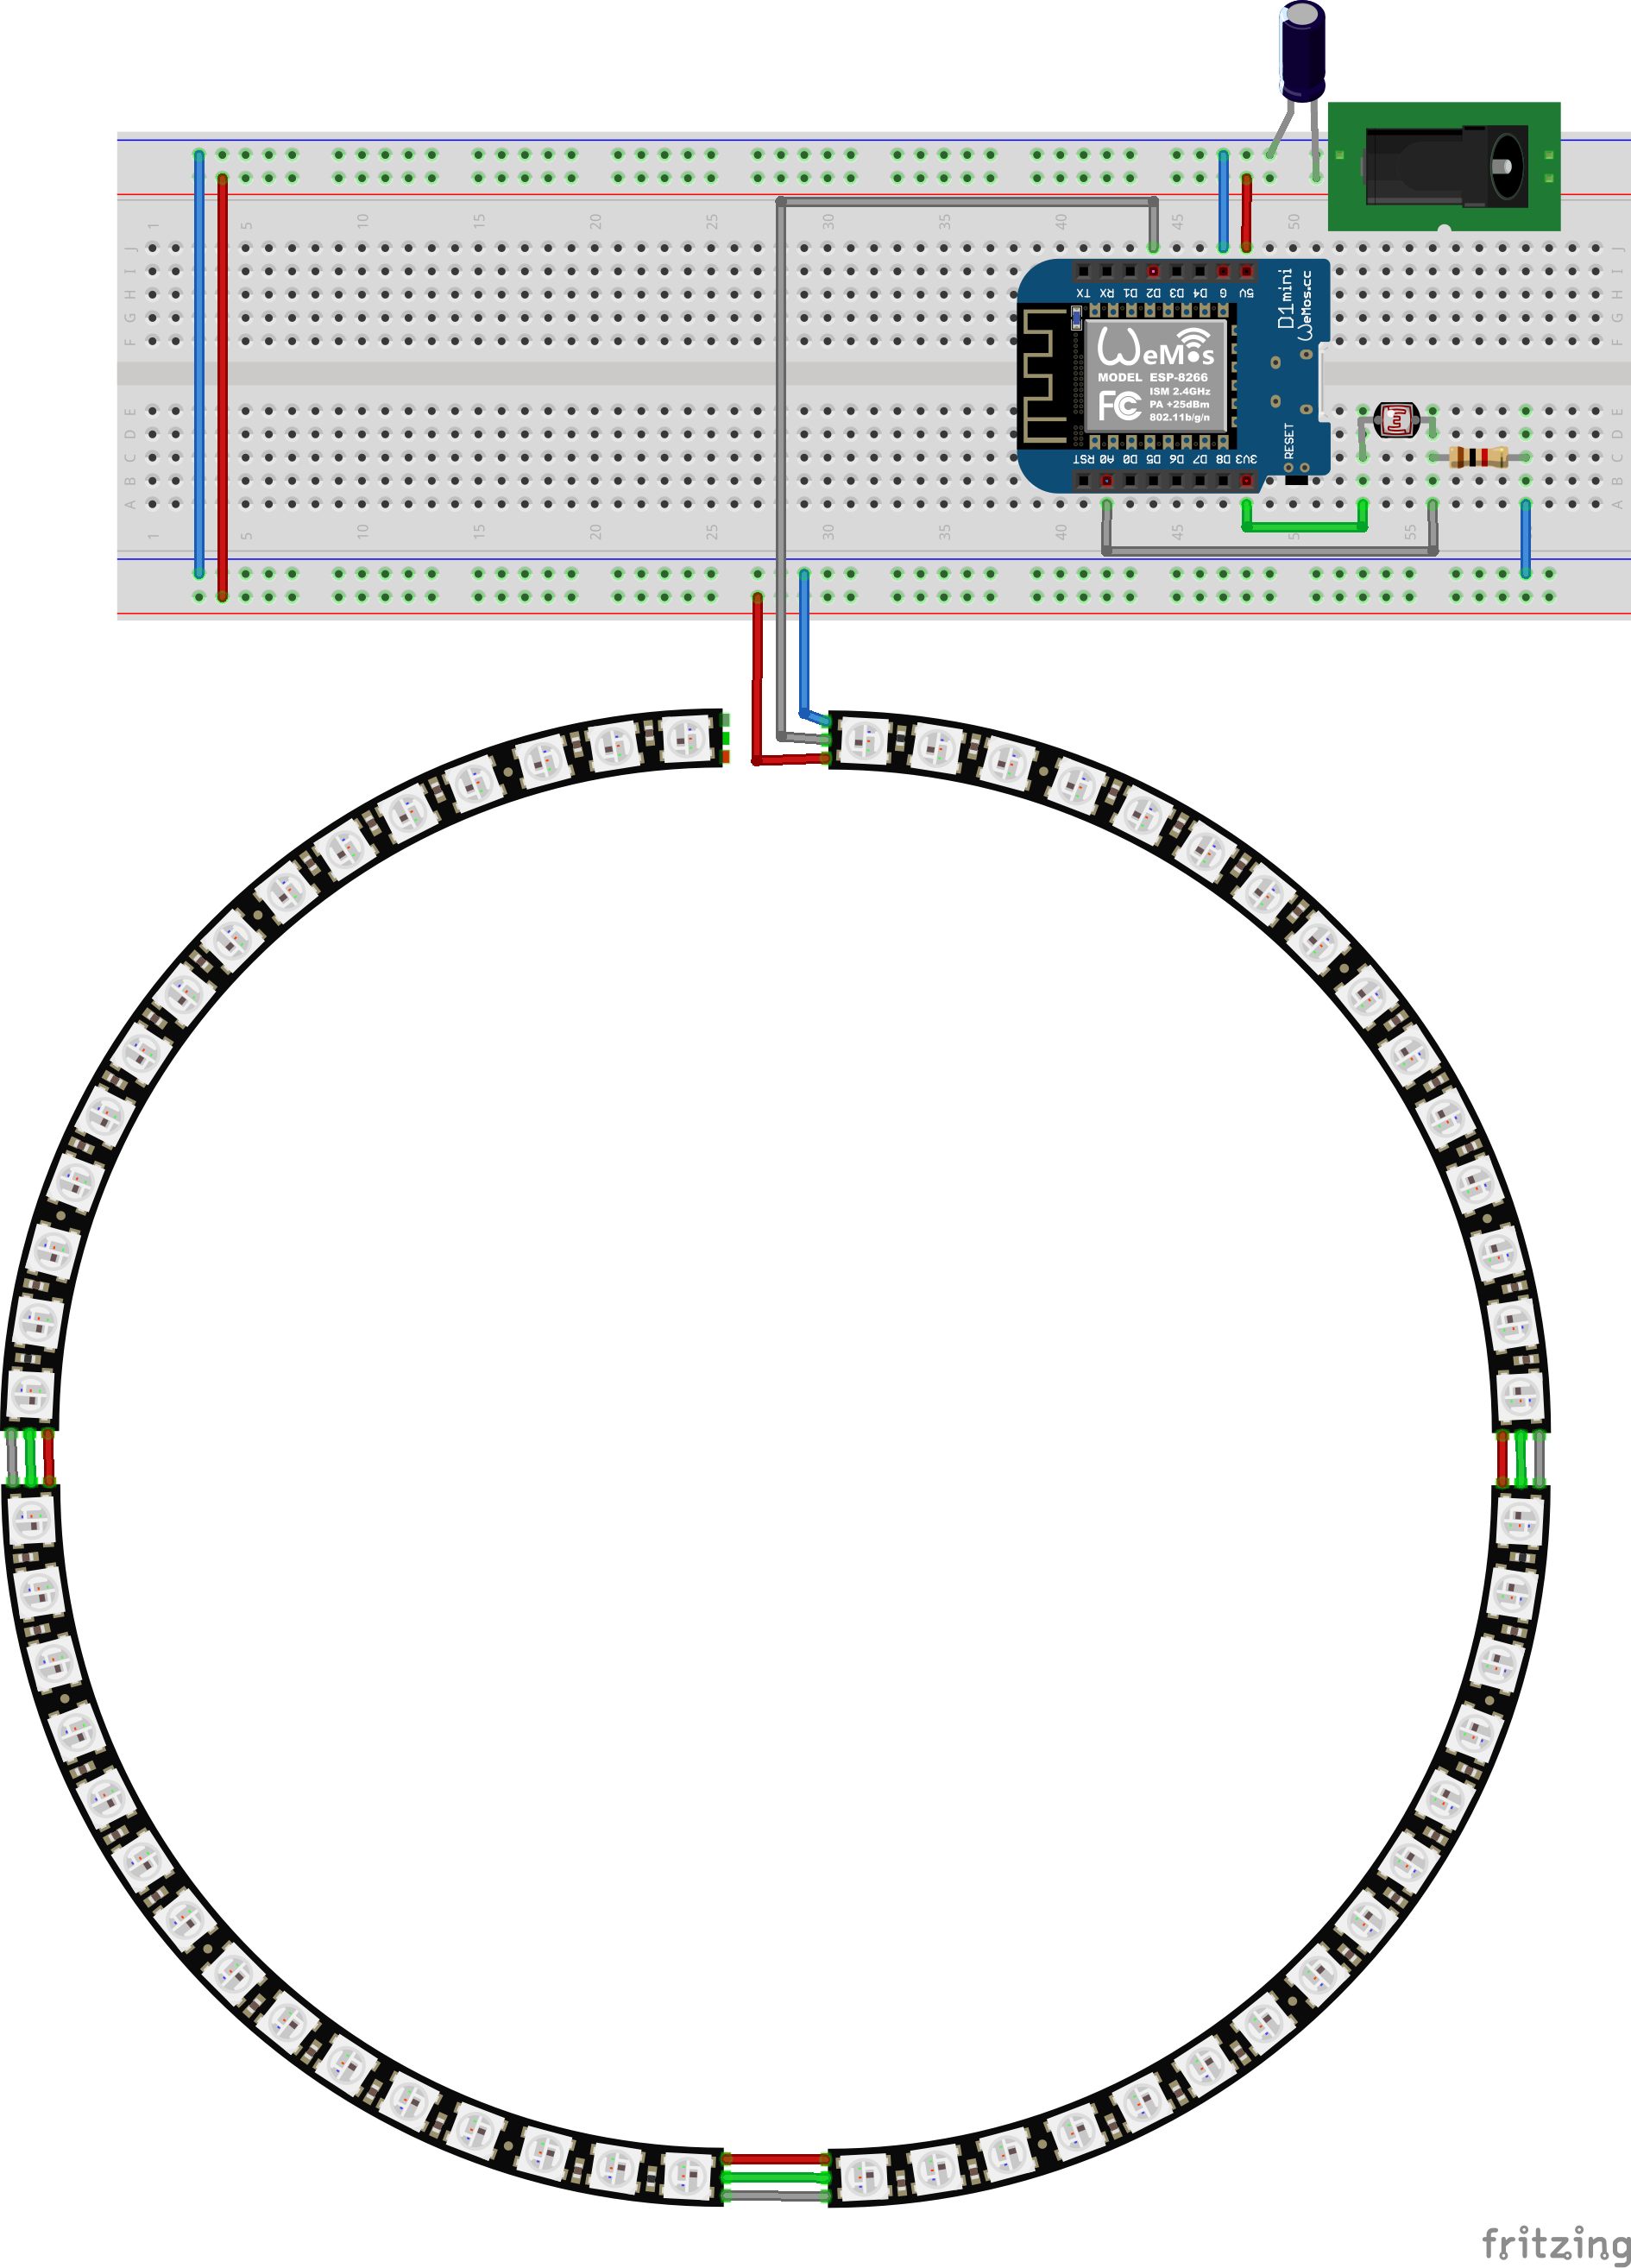 1 5 10 15 20 25 30 35 40 45 50
J J
I I
H H
G G
F F
TX RX D1 D2 D3 D4 G 5V
D1_mini
WeMos.cc
WeMos
MODEL ESP-8266
ISM 2.4GHz
FC PA +25dBm
802.11b/g/n
RESET
RST A0 D0 D5 D6 D7 D8 3V3
E E
D D
C C
B B
A A
1 5 10 15 20 25 30 35 40 45 50 55
fritzing